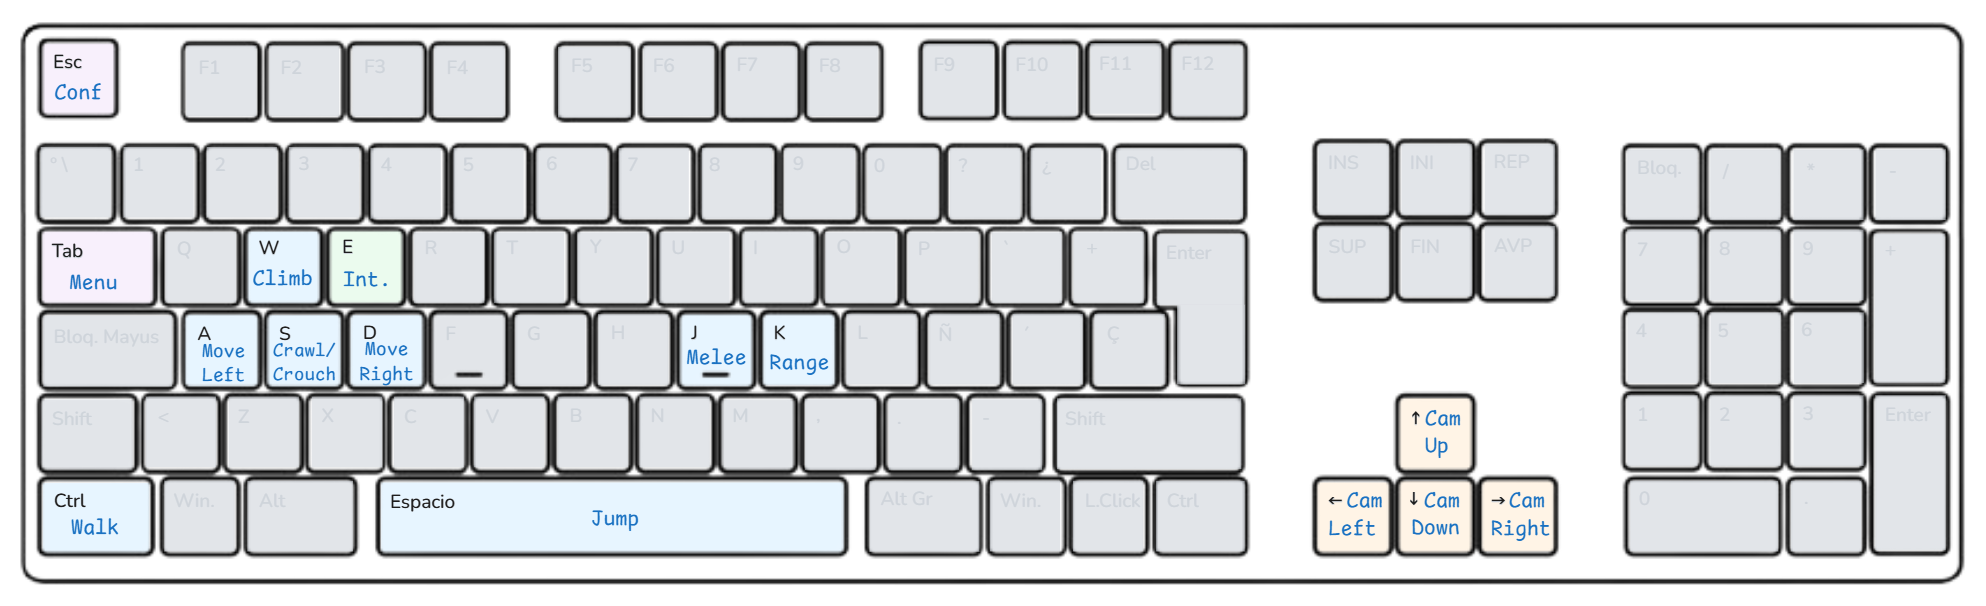 Esc
Conf
F1 F2 F3 F4 F5 F6 F7 F8 F9 F10 F11 F12
º \ 1 2 3 4 5 6 7 8 9 0 ? ¿ Del
INS INI REP
Bloq. / * -
Tab
Menu
Q
W
Climb
E
Int.
R T Y U I O P ` + Enter
SUP FIN AVP
7 8 9 +
Bloq. Mayus
A
Move
Left
S
Crawl/
Crouch
D
Move
Right
F G H
J
Melee
K
Range
L Ñ ´ Ç
4 5 6
Shift < Z X C V B N M , . - Shift
↑ Cam
Up
1 2 3 Enter
Ctrl
Walk
Win. Alt
Espacio
Jump
Alt Gr Win. L.Click Ctrl
← Cam
Left
↓ Cam
Down
→ Cam
Right
0 .